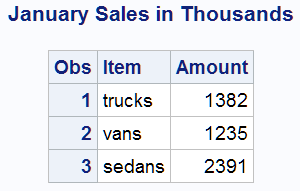 January Sales in Thousands
Obs Item Amount
1 trucks 1382
2 vans 1235
3 sedans 2391